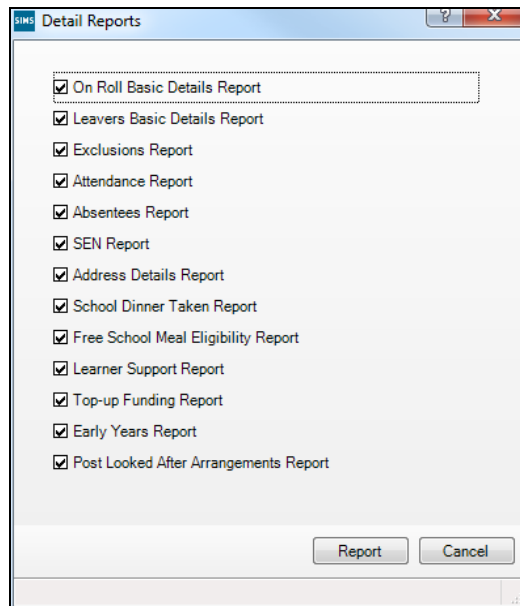 SIMS Detail Reports
? X
On Roll Basic Details Report
Leavers Basic Details Report
Exclusions Report
Attendance Report
Absentees Report
SEN Report
Address Details Report
School Dinner Taken Report
Free School Meal Eligibility Report
Learner Support Report
Top-up Funding Report
Early Years Report
Post Looked After Arrangements Report
Report Cancel